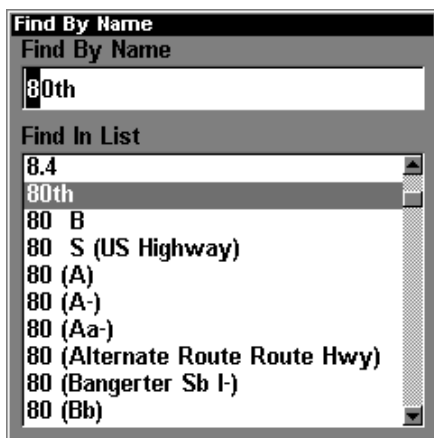 Find By Name
Find By Name
80th
Find In List
8.4
80th
80 B
80 S (US Highway)
80 (A)
80 (A-)
80 (Aa-)
80 (Alternate Route Route Hwy)
80 (Bangerter Sb I-)
80 (Bb)